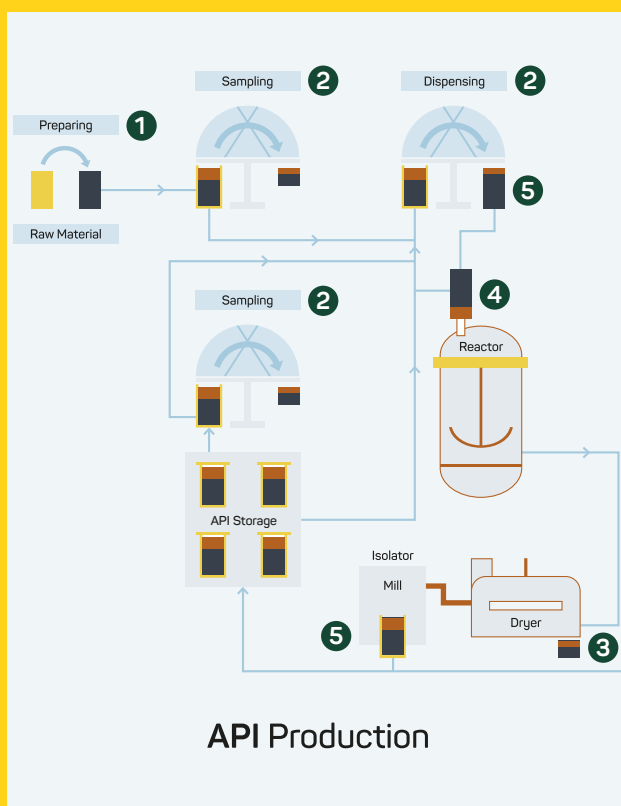 Sampling
2
Dispensing
2
Preparing
1
5
Raw Material
4
Sampling
2
Reactor
API Storage
Isolator
Mill
Dryer
5
3
API Production